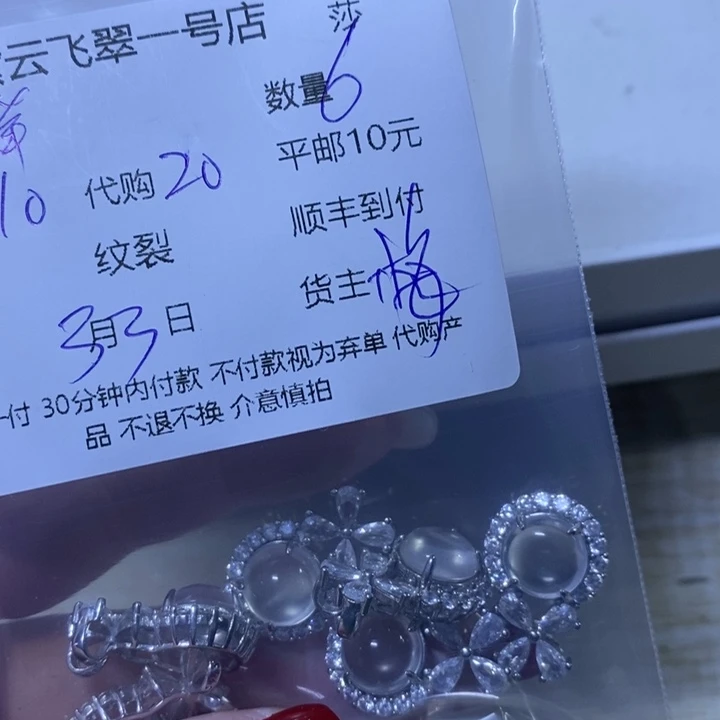 云飞翠一号店 莎
数量6
10 代购20 平邮10元
纹裂 顺丰到付
3月3日 货主
付 30分钟内付款 不付款视为弃单 代购产
品 不退不换 介意慎拍